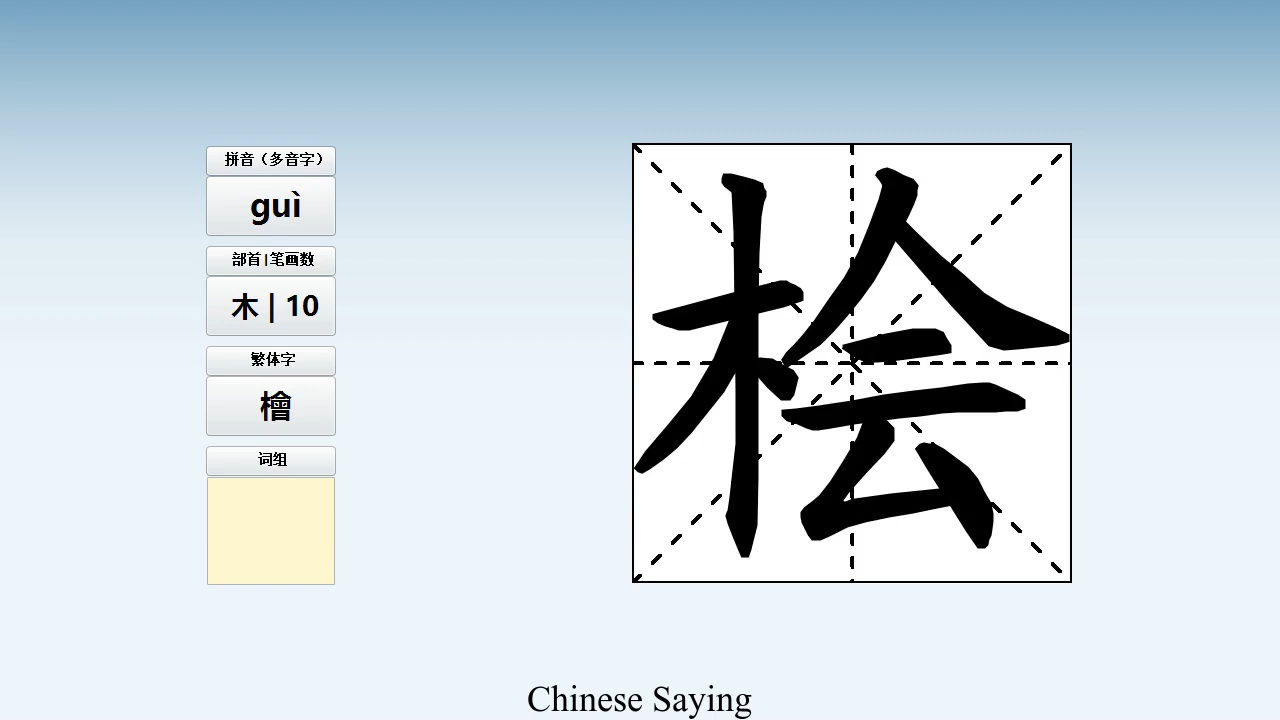 拼音（多音字）
guì
部首|笔画数
木 | 10
繁体字
檜
词组
桧
Chinese Saying